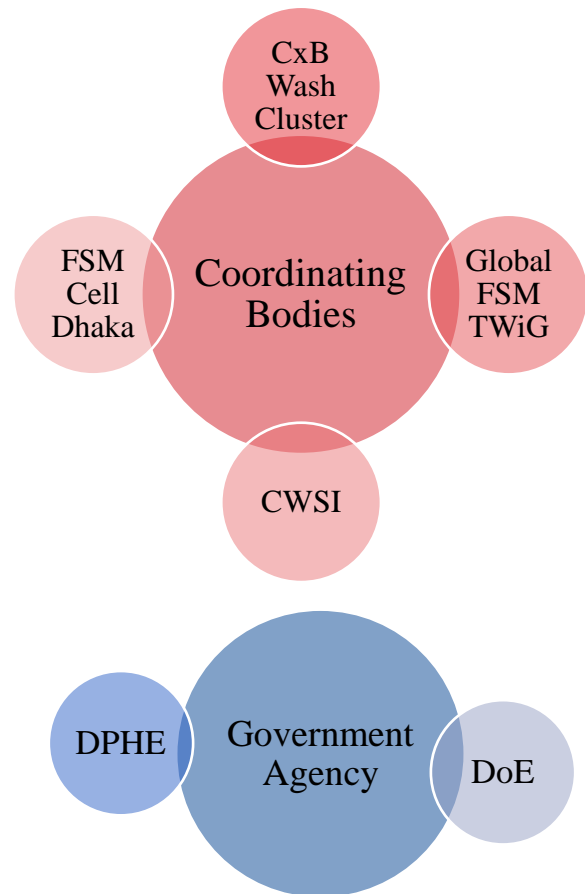 CxB
Wash
Cluster
FSM
Cell
Dhaka
Coordinating
Bodies
Global
FSM
TWiG
CWSI
DPHE
Government
Agency
DoE